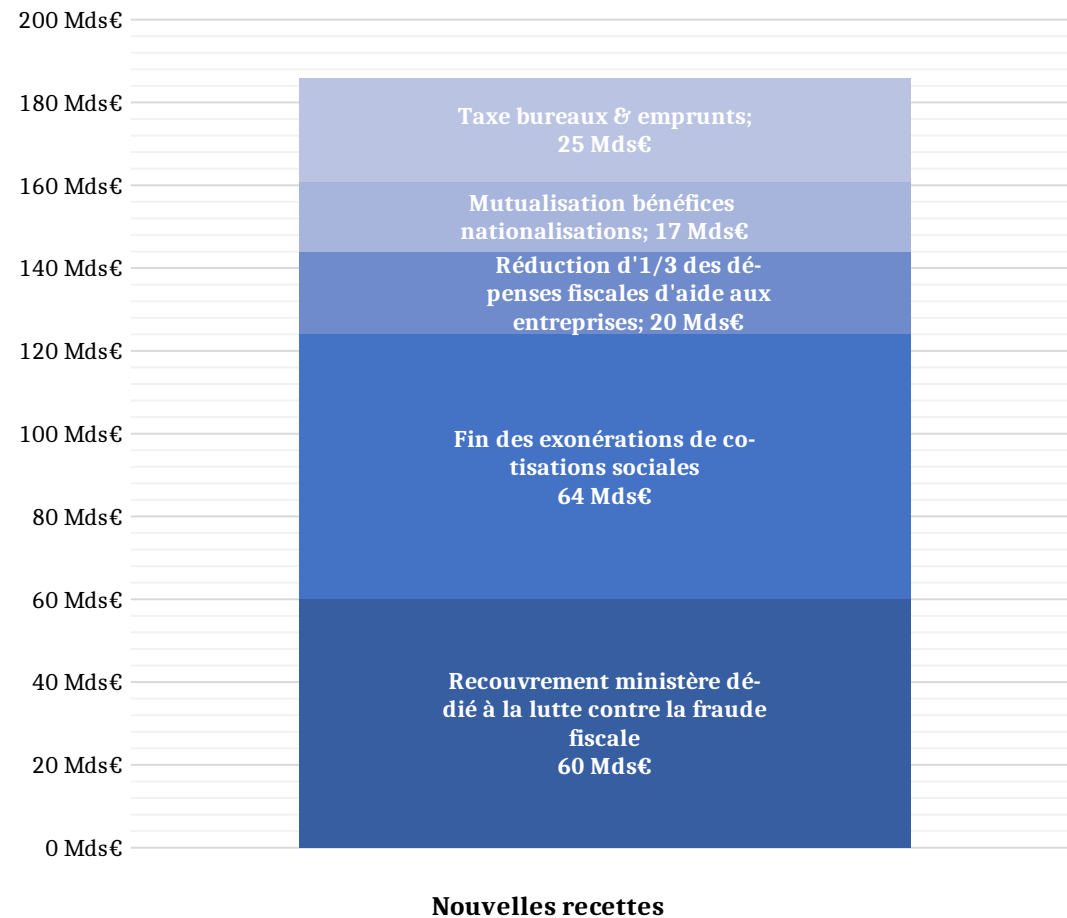 200 Mds€
180 Mds€
160 Mds€
140 Mds€
120 Mds€
100 Mds€
80 Mds€
60 Mds€
40 Mds€
20 Mds€
0 Mds€
Taxe bureaux & emprunts;
25 Mds€
Mutualisation bénéfices
nationalisations; 17 Mds€
Réduction d'1/3 des dé-
penses fiscales d'aide aux
entreprises; 20 Mds€
Fin des exonérations de co-
tisations sociales
64 Mds€
Recouvrement ministère dé-
dié à la lutte contre la fraude
fiscale
60 Mds€
Nouvelles recettes